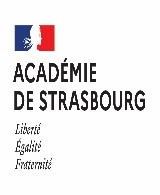 ACADÉMIE
DE STRASBOURG
Liberté
Égalité
Fraternité